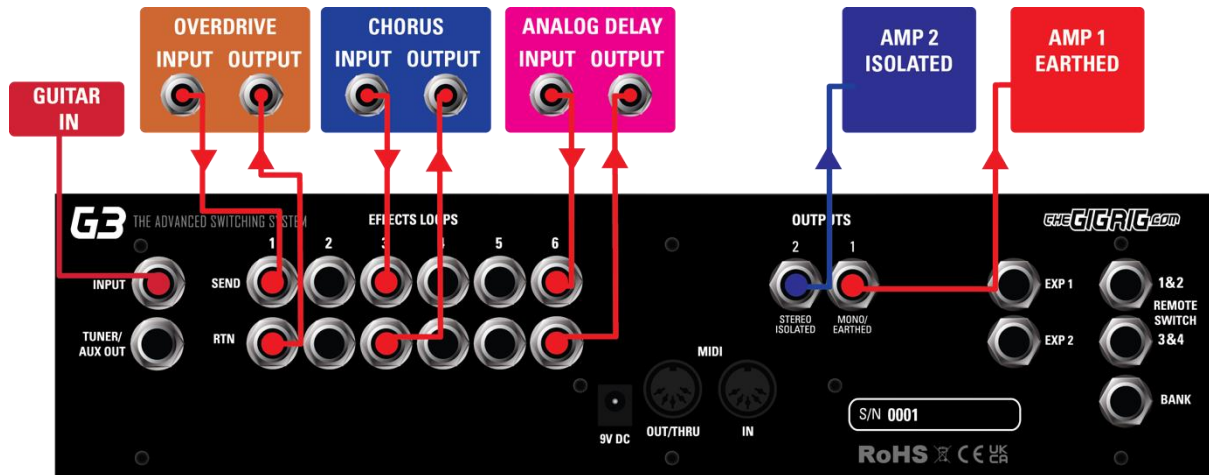 OVERDRIVE
INPUT OUTPUT
CHORUS
INPUT OUTPUT
ANALOG DELAY
INPUT OUTPUT
AMP 2
ISOLATED
AMP 1
EARTHED
GUITAR
IN
G3 THE ADVANCED SWITCHING SYSTEM
EFFECTS LOOPS
OUTPUTS
THEGIGRIG.COM
1 2 3 4 5 6
2 1
INPUT
SEND
EXP 1
1&2
REMOTE
SWITCH
3&4
STEREO
ISOLATED
MONO/
EARTHED
TUNER/
AUX OUT
RTN
EXP 2
MIDI
BANK
9V DC
OUT/THRU
IN
S/N 0001
RoHS CE UK
CA